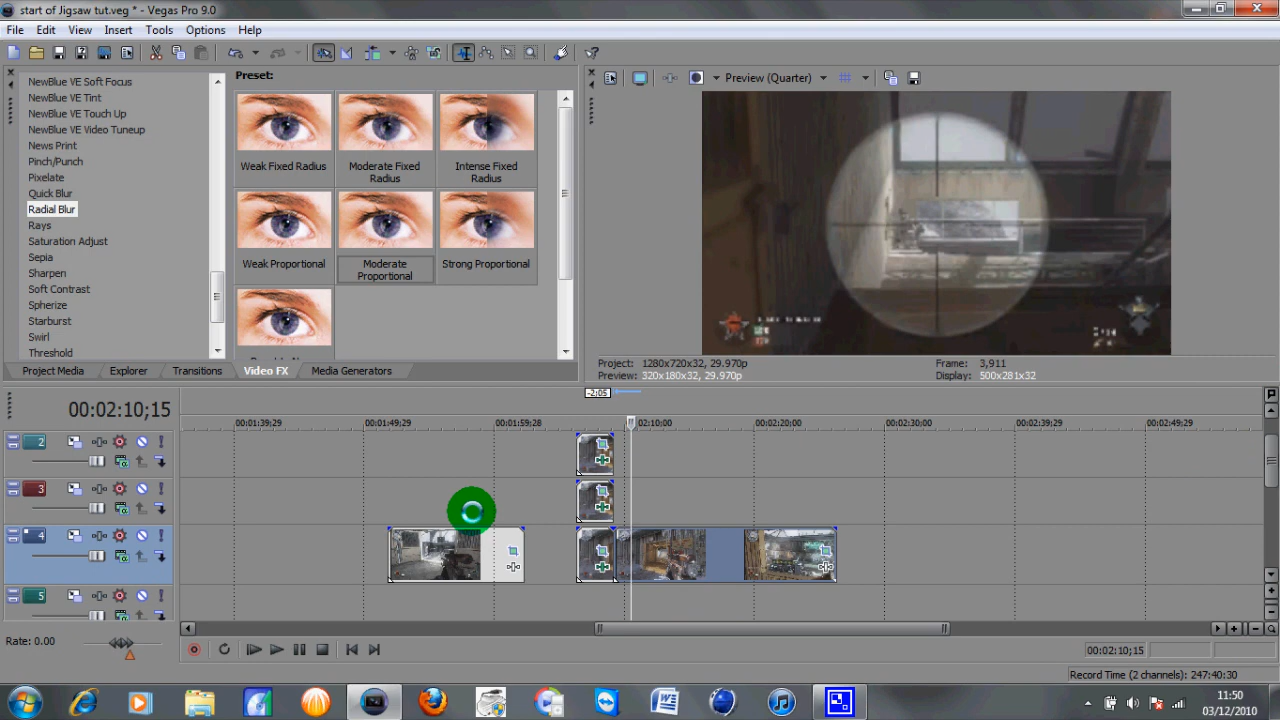 start of Jigsaw tut.veg * - Vegas Pro 9.0
File Edit View Insert Tools Options Help
NewBlue VE Soft Focus
NewBlue VE Tint
NewBlue VE Touch Up
NewBlue VE Video Tuneup
News Print
Pinch/Punch
Pixelate
Quick Blur
Radial Blur
Rays
Saturation Adjust
Sepia
Sharpen
Soft Contrast
Spherize
Starburst
Swirl
Threshold
Preset:
Weak Fixed Radius
Moderate Fixed Radius
Intense Fixed Radius
Weak Proportional
Moderate Proportional
Strong Proportional
Project Media Explorer Transitions Video FX Media Generators
Preview (Quarter)
Project: 1280x720x32, 29.970p Frame: 3,911
Preview: 320x180x32, 29.970p Display: 500x281x32
-2;05
00:02:10;15
00:01:39;29 00:01:49;29 00:01:59;28 02:10;00 00:02:20;00 00:02:30;00 00:02:39;29 00:02:49;29
2
3
4
5
Rate: 0.00
00:02:10;15
Record Time (2 channels): 247:40:30
11:50
03/12/2010